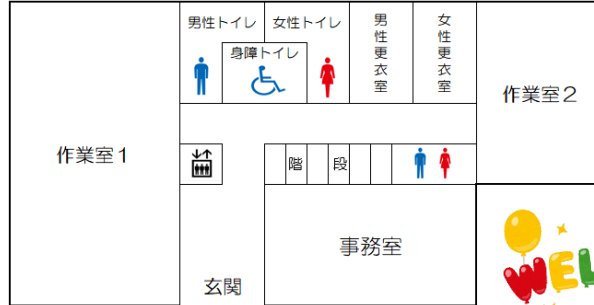 男性トイレ
女性トイレ
男性更衣室
女性更衣室
身障トイレ
作業室2
作業室1
階段
事務室
玄関
WEL